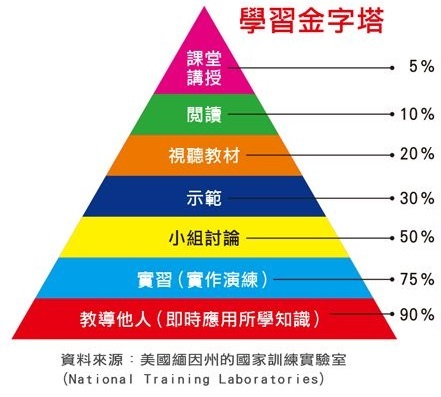 學習金字塔
課堂
講授
5%
閱讀
10%
視聽教材
20%
示範
30%
小組討論
50%
實習（實作演練）
75%
教導他人（即時應用所學知識）
90%
資料來源：美國緬因州的國家訓練實驗室
(National Training Laboratories)